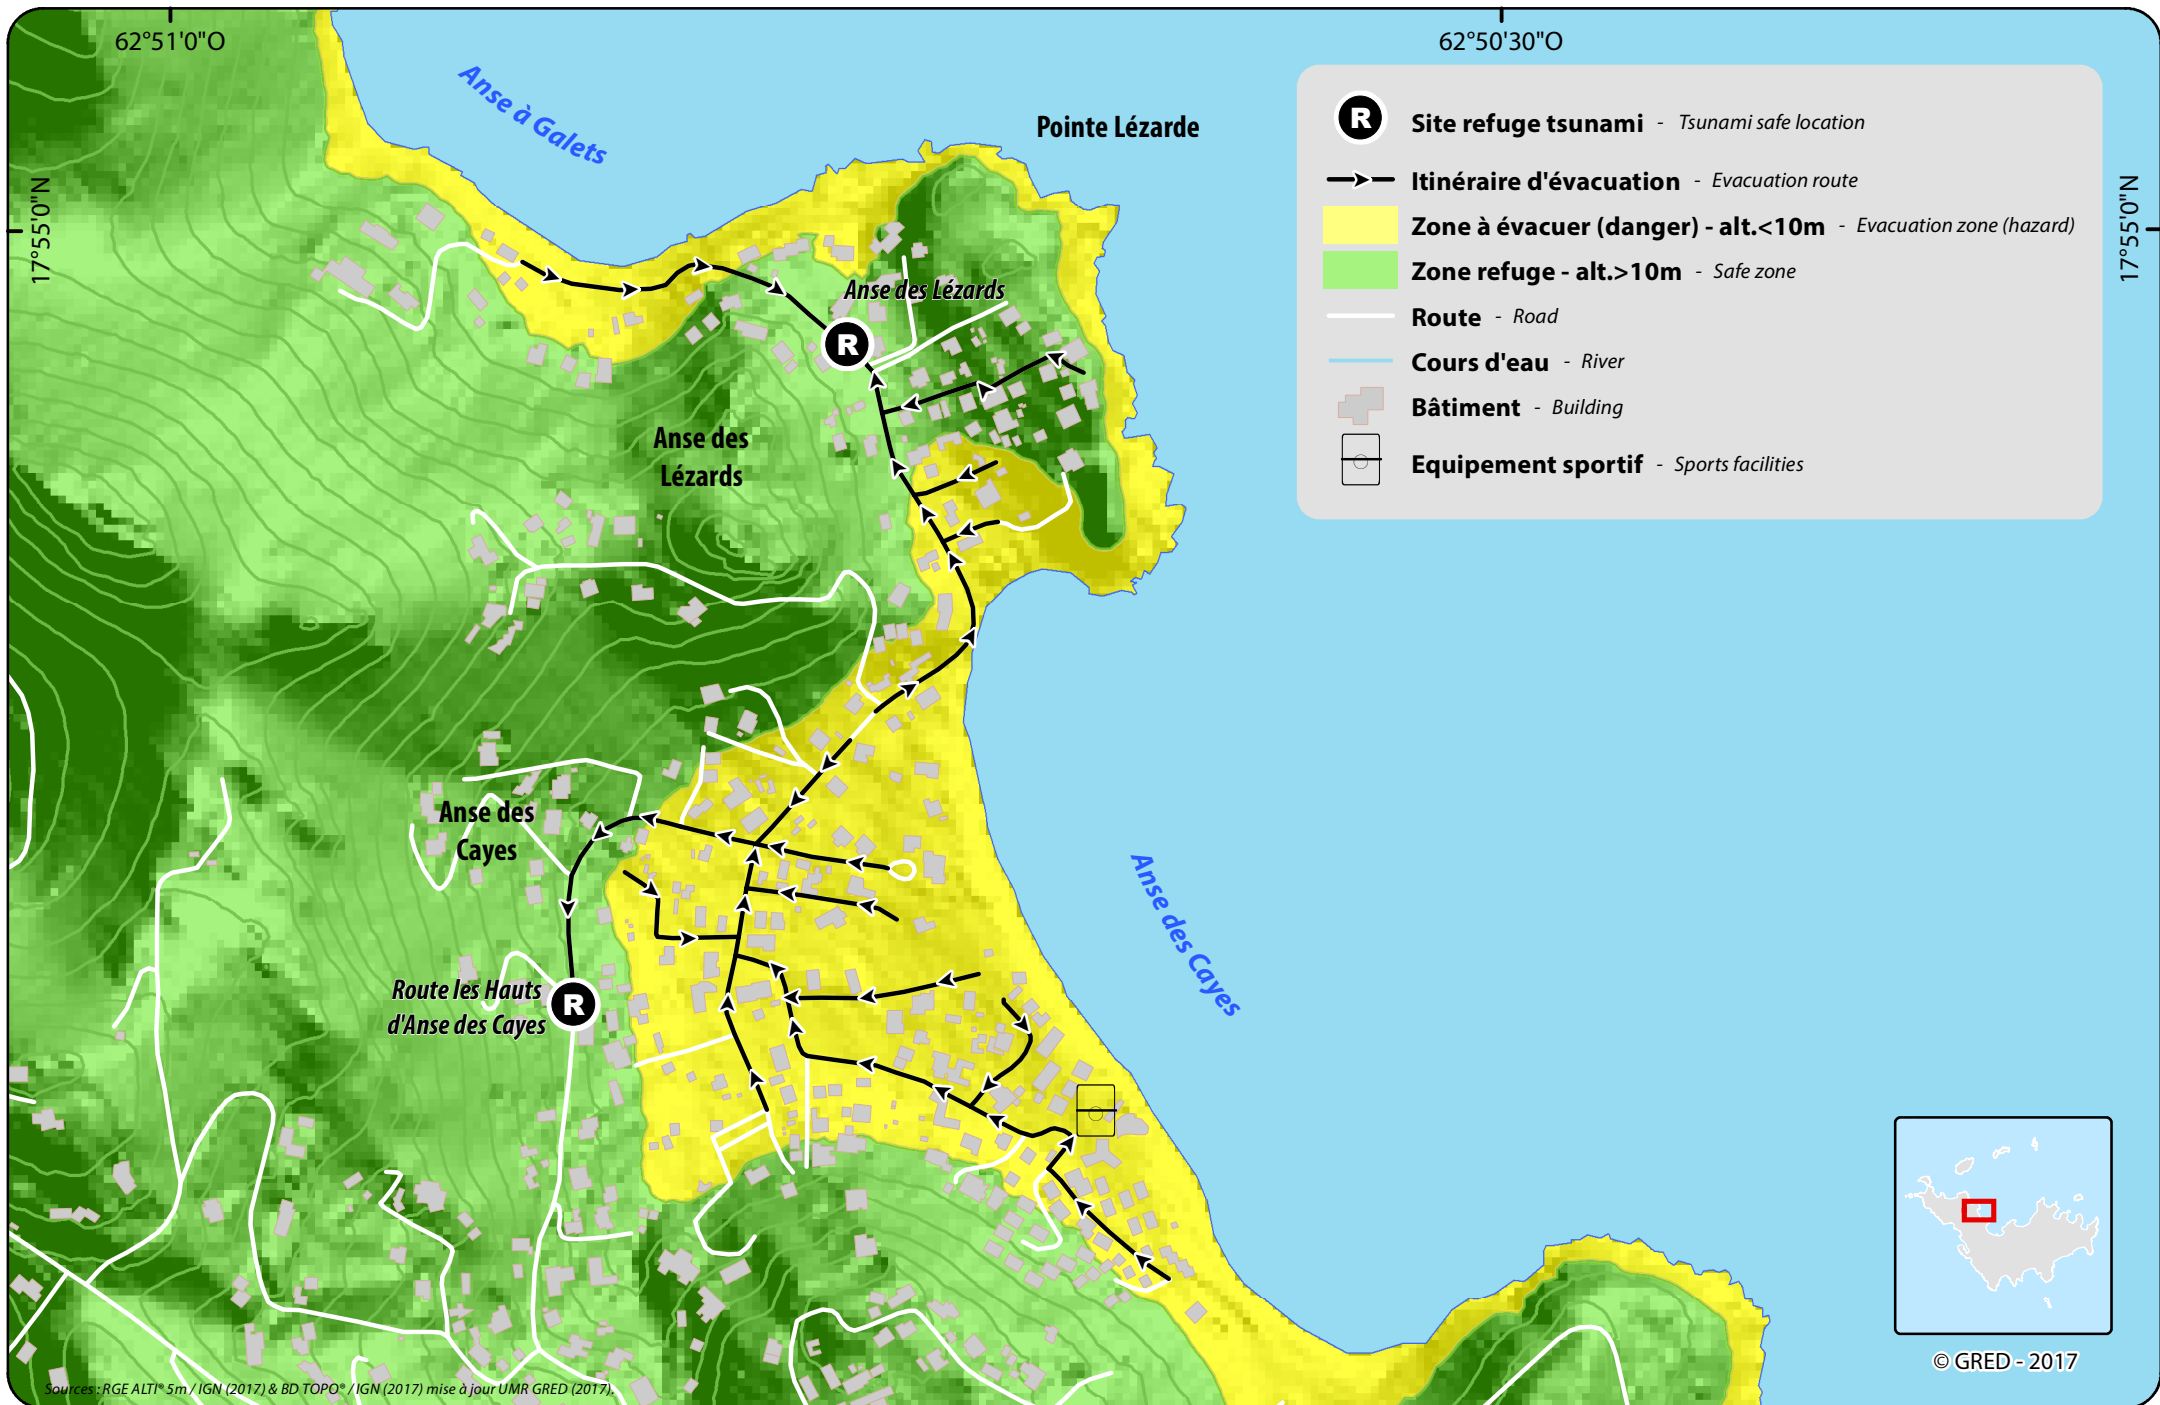 62°51'0"O
62°50'30"O
17°55'0"N
17°55'0"N
Anse à Galets
Pointe Lézarde
R Site refuge tsunami - Tsunami safe location
Itinéraire d'évacuation - Evacuation route
Zone à évacuer (danger) - alt.<10m - Evacuation zone (hazard)
Zone refuge - alt.>10m - Safe zone
Route - Road
Cours d'eau - River
Bâtiment - Building
Equipement sportif - Sports facilities
Anse des Lézards
R
Anse des
Lézards
Anse des
Cayes
Anse des Cayes
Route les Hauts
d'Anse des Cayes
R
© GRED - 2017
Sources : RGE ALTI® 5m / IGN (2017) & BD TOPO® / IGN (2017) mise à jour UMR GRED (2017).